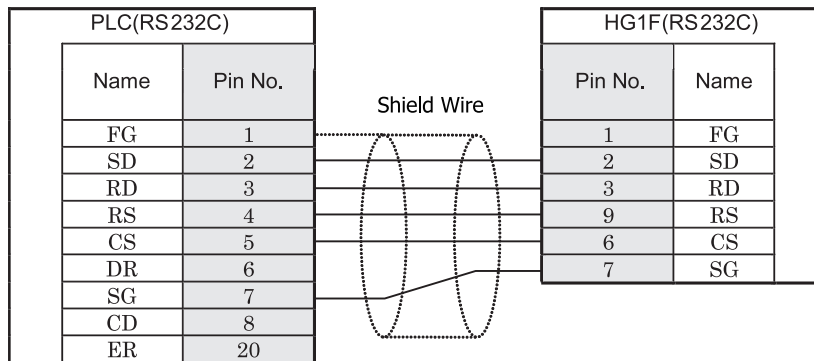 PLC(RS232C) HG1F(RS232C)
Name Pin No. Pin No. Name
Shield Wire
FG 1 1 FG
SD 2 2 SD
RD 3 3 RD
RS 4 9 RS
CS 5 6 CS
DR 6 7 SG
SG 7
CD 8
ER 20